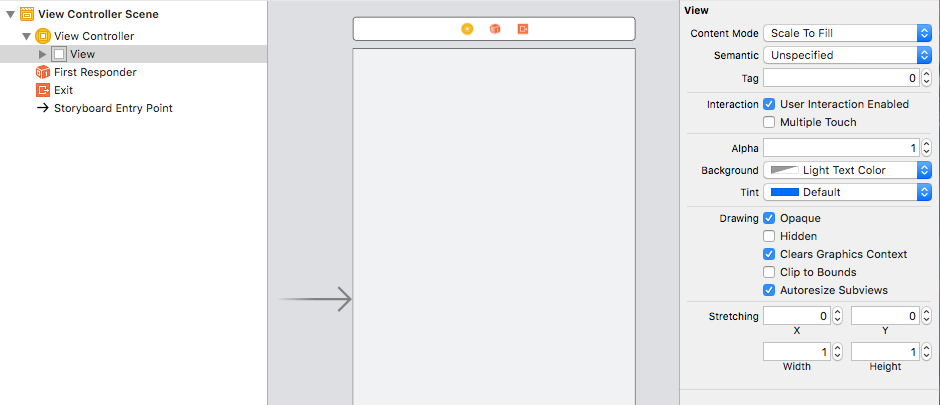 View Controller Scene
View Controller
View
First Responder
Exit
Storyboard Entry Point
View
Content Mode Scale To Fill
Semantic Unspecified
Tag 0
Interaction User Interaction Enabled
Multiple Touch
Alpha 1
Background Light Text Color
Tint Default
Drawing Opaque
Hidden
Clears Graphics Context
Clip to Bounds
Autoresize Subviews
Stretching 0 0
X Y
1 1
Width Height